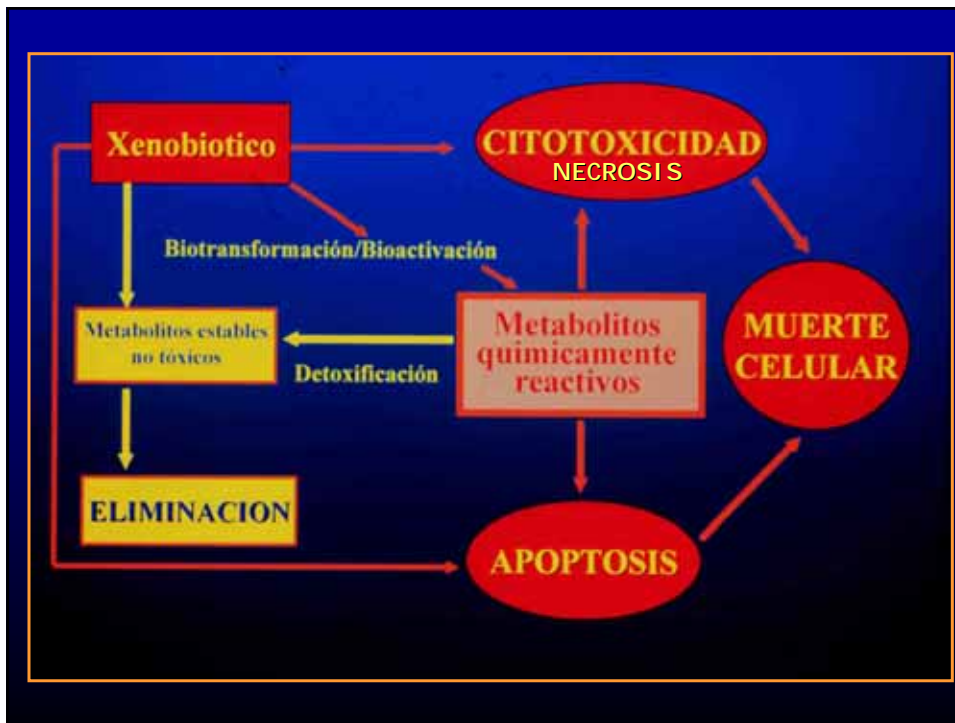 Xenobiotico
CITOTOXICIDAD
NECROSIS
Biotransformación/Bioactivación
Metabolitos estables
no tóxicos
Metabolitos
quimicamente
reactivos
MUERTE
CELULAR
Detoxificación
ELIMINACION
APOPTOSIS